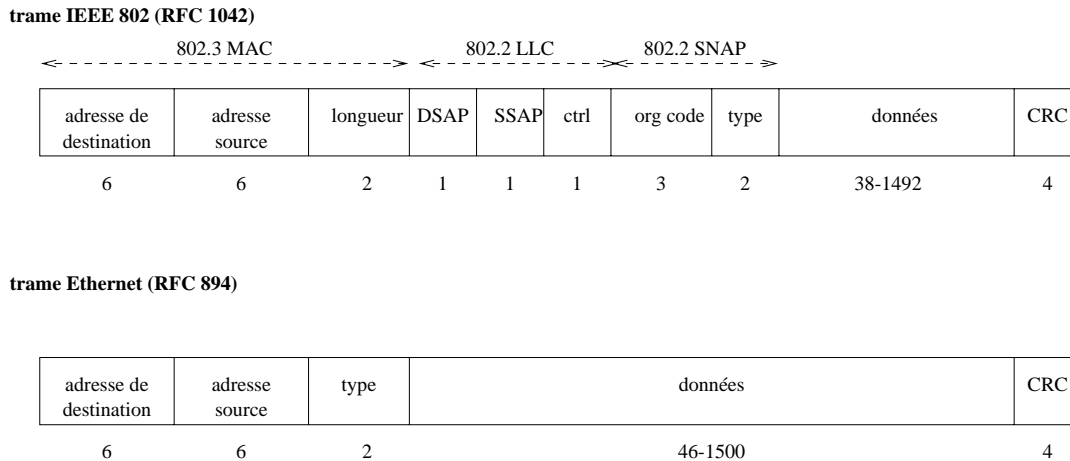 trame IEEE 802 (RFC 1042)
802.3 MAC 802.2 LLC 802.2 SNAP
adresse de adresse longueur DSAP SSAP ctrl org code type données CRC
destination source
6 6 2 1 1 1 3 2 38-1492 4
trame Ethernet (RFC 894)
adresse de adresse type données CRC
destination source
6 6 2 46-1500 4